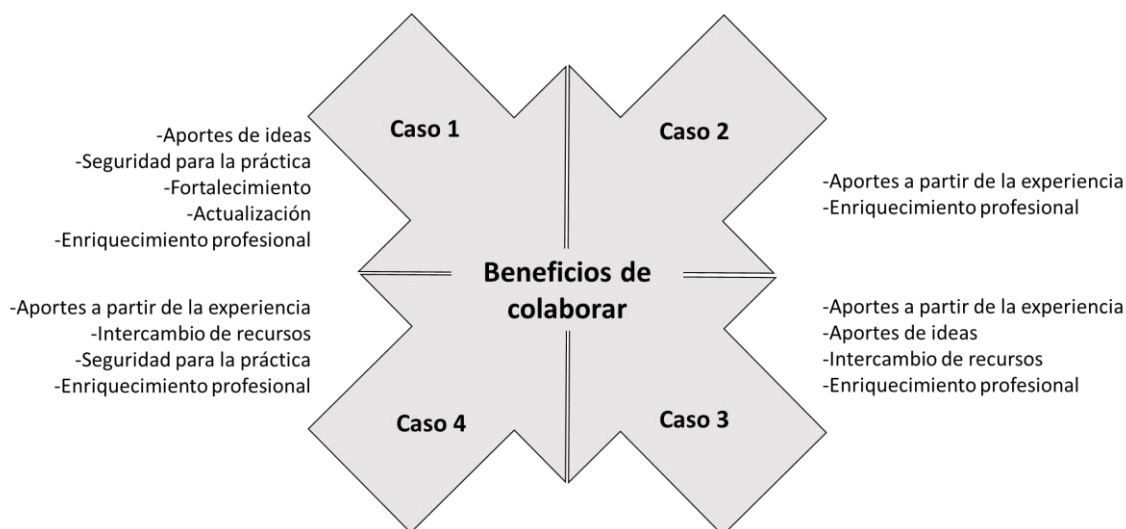 Caso 1
-Aportes de ideas
-Seguridad para la práctica
-Fortalecimiento
-Actualización
-Enriquecimiento profesional
Caso 2
-Aportes a partir de la experiencia
-Enriquecimiento profesional
Beneficios de
colaborar
-Aportes a partir de la experiencia
-Intercambio de recursos
-Seguridad para la práctica
-Enriquecimiento profesional
Caso 4
-Aportes a partir de la experiencia
-Aportes de ideas
-Intercambio de recursos
-Enriquecimiento profesional
Caso 3